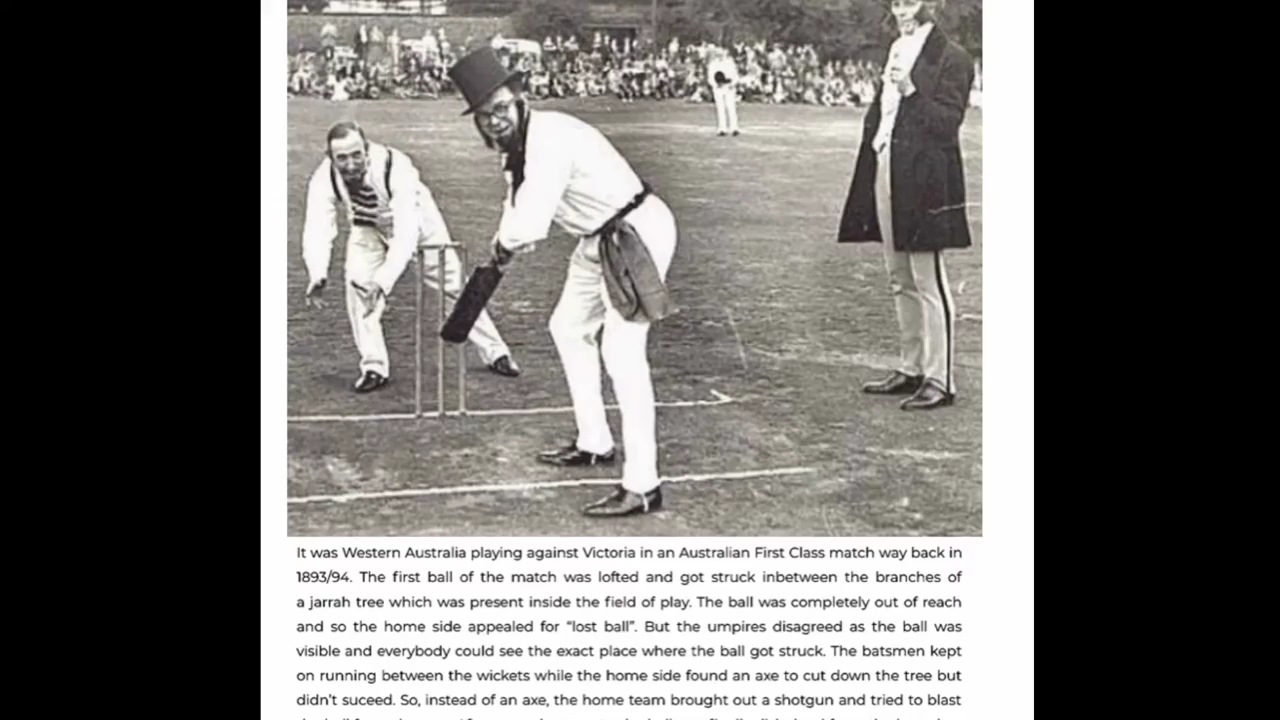 It was Western Australia playing against Victoria in an Australian First Class match way back in
1893/94. The first ball of the match was lofted and got struck inbetween the branches of
a jarrah tree which was present inside the field of play. The ball was completely out of reach
and so the home side appealed for “lost ball”. But the umpires disagreed as the ball was
visible and everybody could see the exact place where the ball got struck. The batsmen kept
on running between the wickets while the home side found an axe to cut down the tree but
didn't suceed. So, instead of an axe, the home team brought out a shotgun and tried to blast